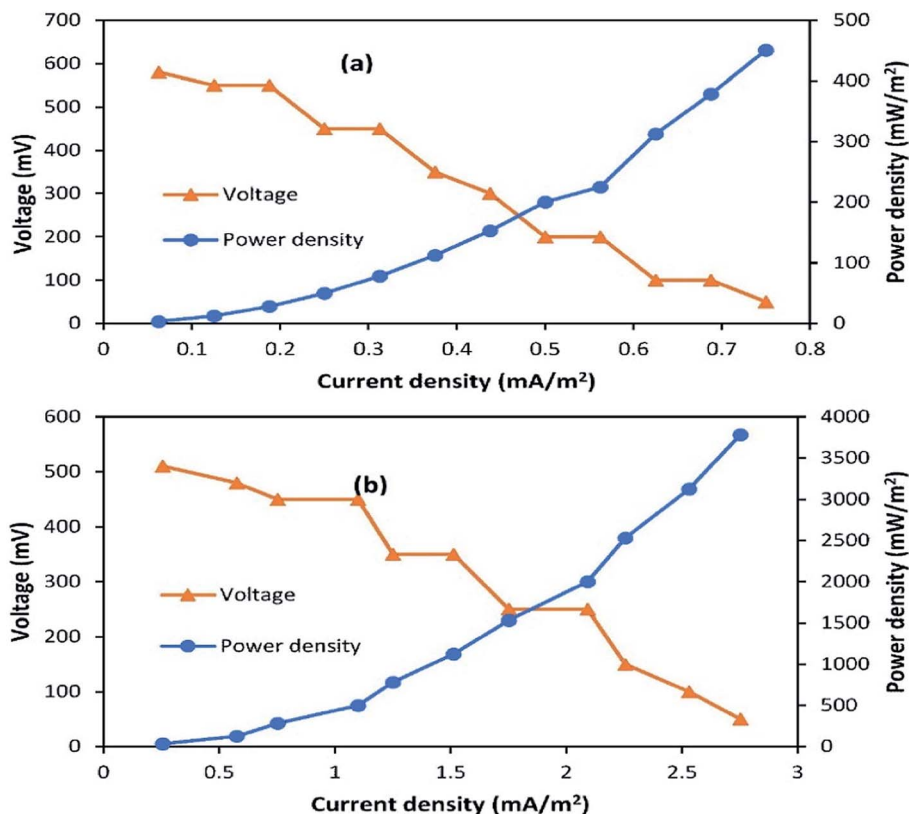 (a)
Voltage (mV)
700
600
500
400
300
200
100
0
Voltage
Power density
Power density (mW/m²)
500
400
300
200
100
0
0 0.1 0.2 0.3 0.4 0.5 0.6 0.7 0.8
Current density (mA/m²)
(b)
Voltage (mV)
600
500
400
300
200
100
0
Voltage
Power density
Power density (mW/m²)
4000
3500
3000
2500
2000
1500
1000
500
0
0 0.5 1 1.5 2 2.5 3
Current density (mA/m²)